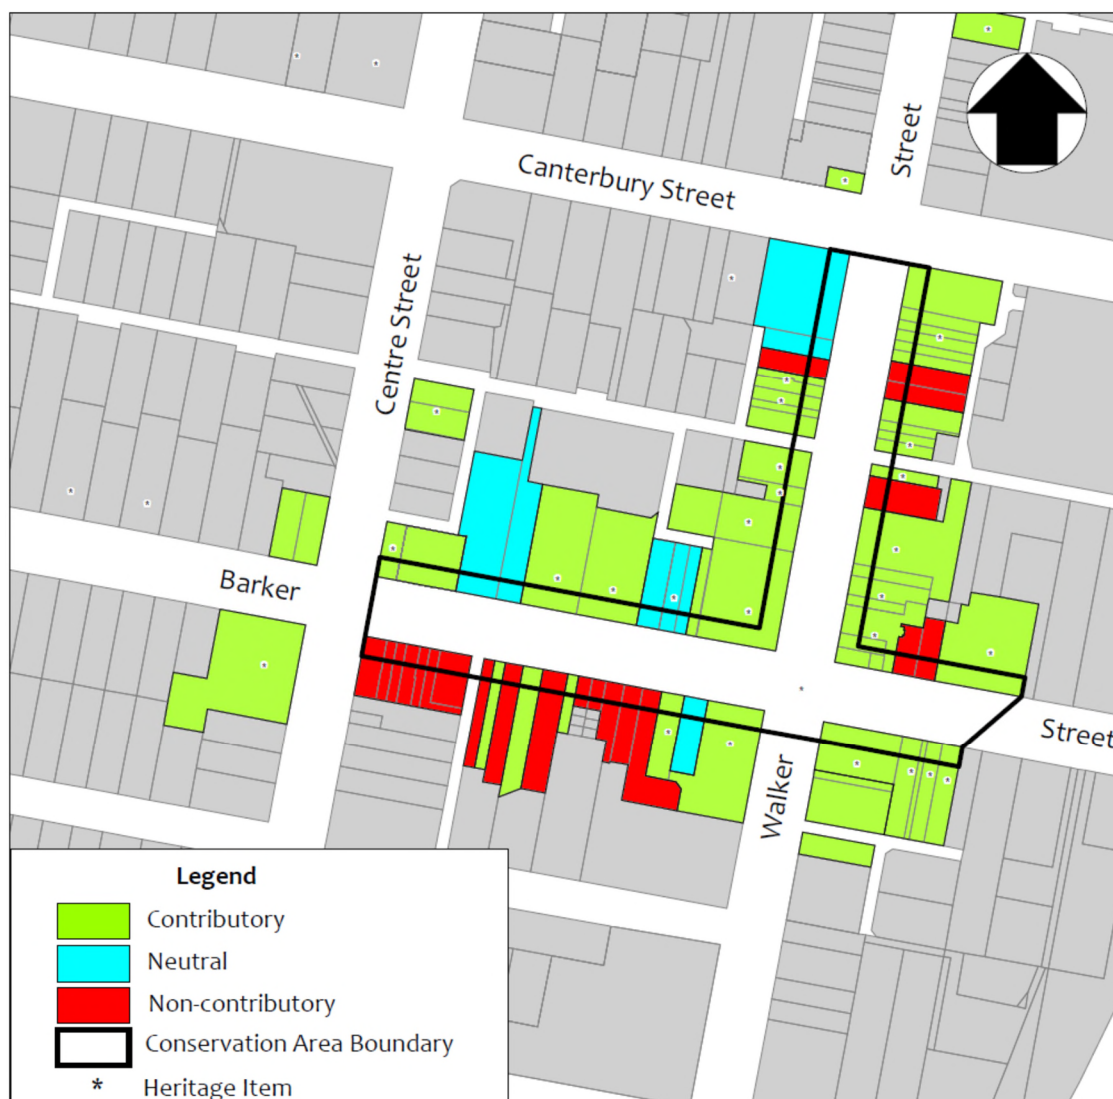 Street
Canterbury Street
Centre Street
Barker
Street
Walker
Legend
Contributory
Neutral
Non-contributory
Conservation Area Boundary
* Heritage Item